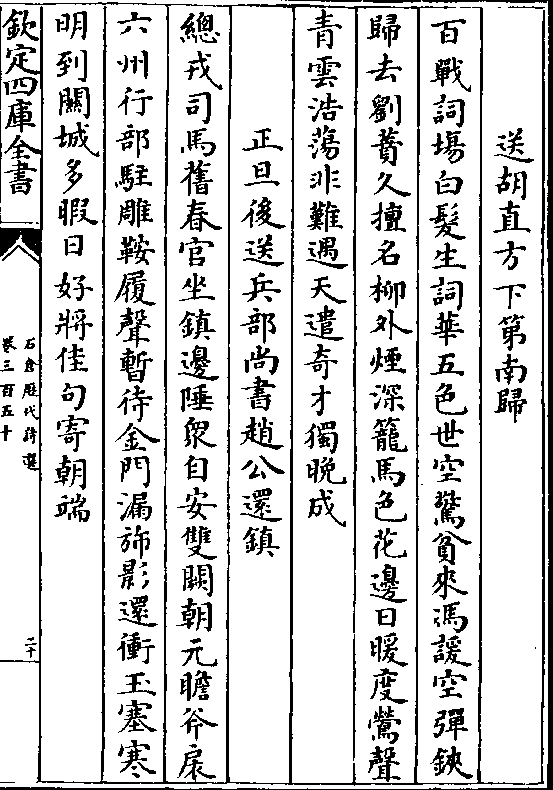 送胡直方下第南歸
百戰詞塲白髮生詞華五色世空驚貧來馮諼空彈鋏
歸去劉蕡久擅名柳外煙深籠馬色花邊日暖度鶯聲
青雲浩蕩非難遇天遣奇才獨晚成
正旦後送兵部尚書趙公還鎮
總戎司馬舊春官坐鎮邊陲衆自安雙闕朝元瞻斧扆
六州行部駐雕鞍履聲暫待金門漏斾影還衝玉塞寒
明到關城多暇日好將佳句寄朝端
欽定四庫全書
石倉歷代詩選
卷三百五十
二十